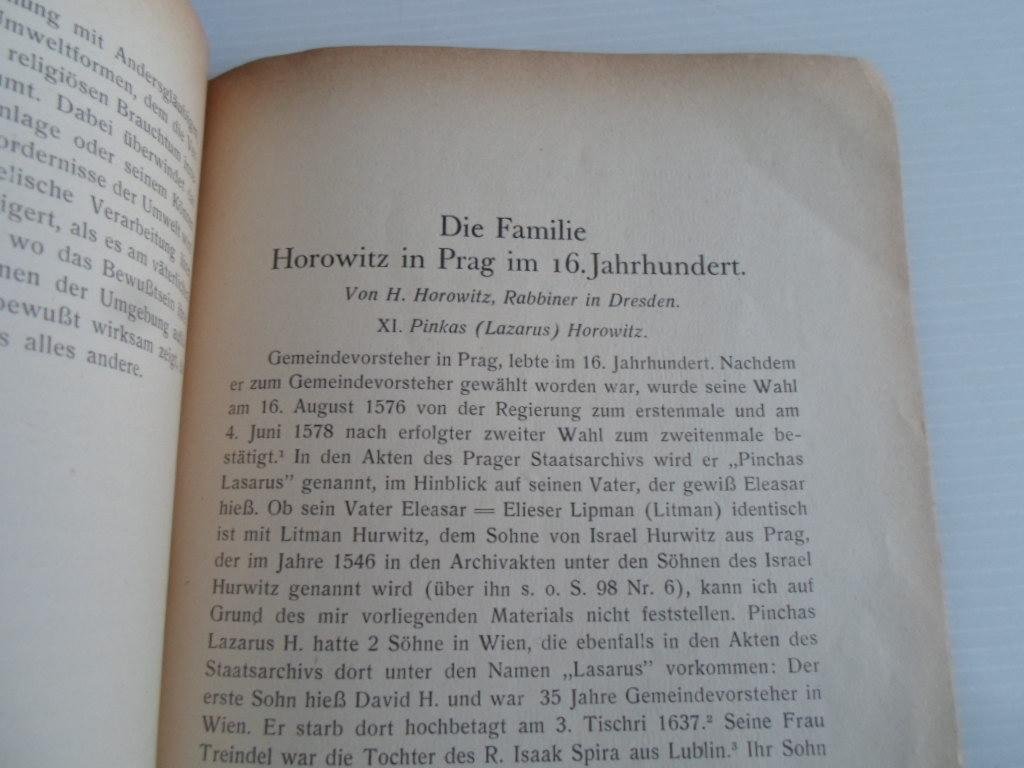 nung mit Andersgläubigen
Umweltformen, dem die
religiösen Brauchtum
mt. Dabei überwindet
nlage oder seinem
ordernisse der Umwelt
elische Verarbeitung
igert, als es am
wo das Bewußtsein
nen der Umgebung
bewußt wirksam zeigt,
s alles andere.
Die Familie
Horowitz in Prag im 16. Jahrhundert.
Von H. Horowitz, Rabbiner in Dresden.
XI. Pinkas (Lazarus) Horowitz.
Gemeindevorsteher in Prag, lebte im 16. Jahrhundert. Nachdem
er zum Gemeindevorsteher gewählt worden war, wurde seine Wahl
am 16. August 1576 von der Regierung zum erstenmale und am
4. Juni 1578 nach erfolgter zweiter Wahl zum zweitenmale be-
stätigt.¹ In den Akten des Prager Staatsarchivs wird er „Pinchas
Lasarus" genannt, im Hinblick auf seinen Vater, der gewiß Eleasar
hieß. Ob sein Vater Eleasar = Elieser Lipman (Litman) identisch
ist mit Litman Hurwitz, dem Sohne von Israel Hurwitz aus Prag,
der im Jahre 1546 in den Archivakten unter den Söhnen des Israel
Hurwitz genannt wird (über ihn s. o. S. 98 Nr. 6), kann ich auf
Grund des mir vorliegenden Materials nicht feststellen. Pinchas
Lazarus H. hatte 2 Söhne in Wien, die ebenfalls in den Akten des
Staatsarchivs dort unter den Namen „Lasarus" vorkommen: Der
erste Sohn hieß David H. und war 35 Jahre Gemeindevorsteher in
Wien. Er starb dort hochbetagt am 3. Tischri 1637.² Seine Frau
Treindel war die Tochter des R. Isaak Spira aus Lublin.³ Ihr Sohn